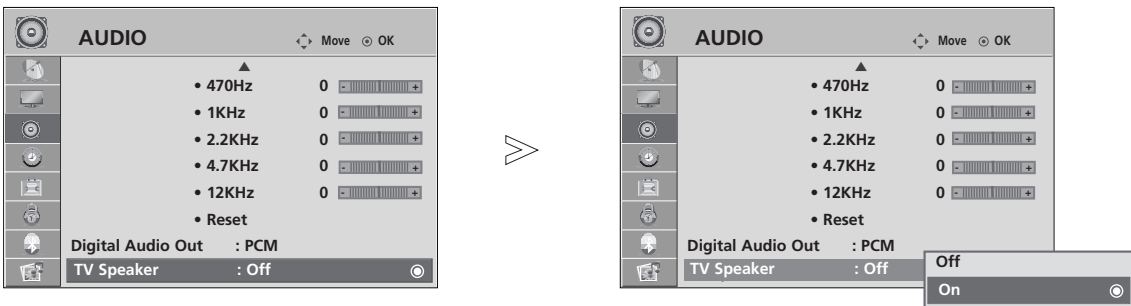 AUDIO Move OK
• 470Hz 0 - +
• 1KHz 0 - +
• 2.2KHz 0 - +
• 4.7KHz 0 - +
• 12KHz 0 - +
• Reset
Digital Audio Out : PCM
TV Speaker : Off
AUDIO Move OK
• 470Hz 0 - +
• 1KHz 0 - +
• 2.2KHz 0 - +
• 4.7KHz 0 - +
• 12KHz 0 - +
• Reset
Digital Audio Out : PCM
TV Speaker : Off
Off
On